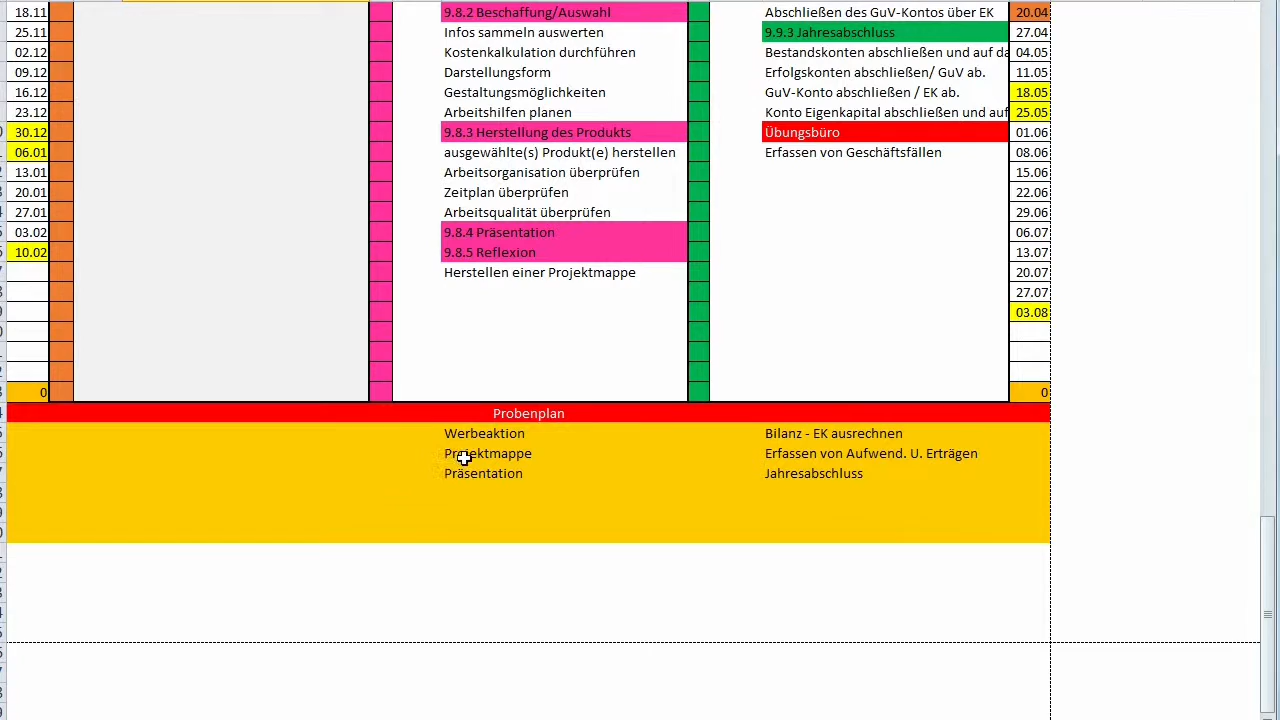 18.11 9.8.2 Beschaffung/Auswahl Abschließen des GuV-Kontos über EK 20.04
25.11 Infos sammeln auswerten 9.9.3 Jahresabschluss 27.04
02.12 Kostenkalkulation durchführen Bestandskonten abschließen und auf da 04.05
09.12 Darstellungsform Erfolgskonten abschließen/ GuV ab. 11.05
16.12 Gestaltungsmöglichkeiten GuV-Konto abschließen / EK ab. 18.05
23.12 Arbeitshilfen planen Konto Eigenkapital abschließen und auf 25.05
30.12 9.8.3 Herstellung des Produkts Übungsbüro 01.06
06.01 ausgewählte(s) Produkt(e) herstellen Erfassen von Geschäftsfällen 08.06
13.01 Arbeitsorganisation überprüfen 15.06
20.01 Zeitplan überprüfen 22.06
27.01 Arbeitsqualität überprüfen 29.06
03.02 9.8.4 Präsentation 06.07
10.02 9.8.5 Reflexion 13.07
Herstellen einer Projektmappe 20.07
27.07
03.08
0 0
Probenplan
Werbeaktion Bilanz - EK ausrechnen
Projektmappe Erfassen von Aufwend. U. Erträgen
Präsentation Jahresabschluss